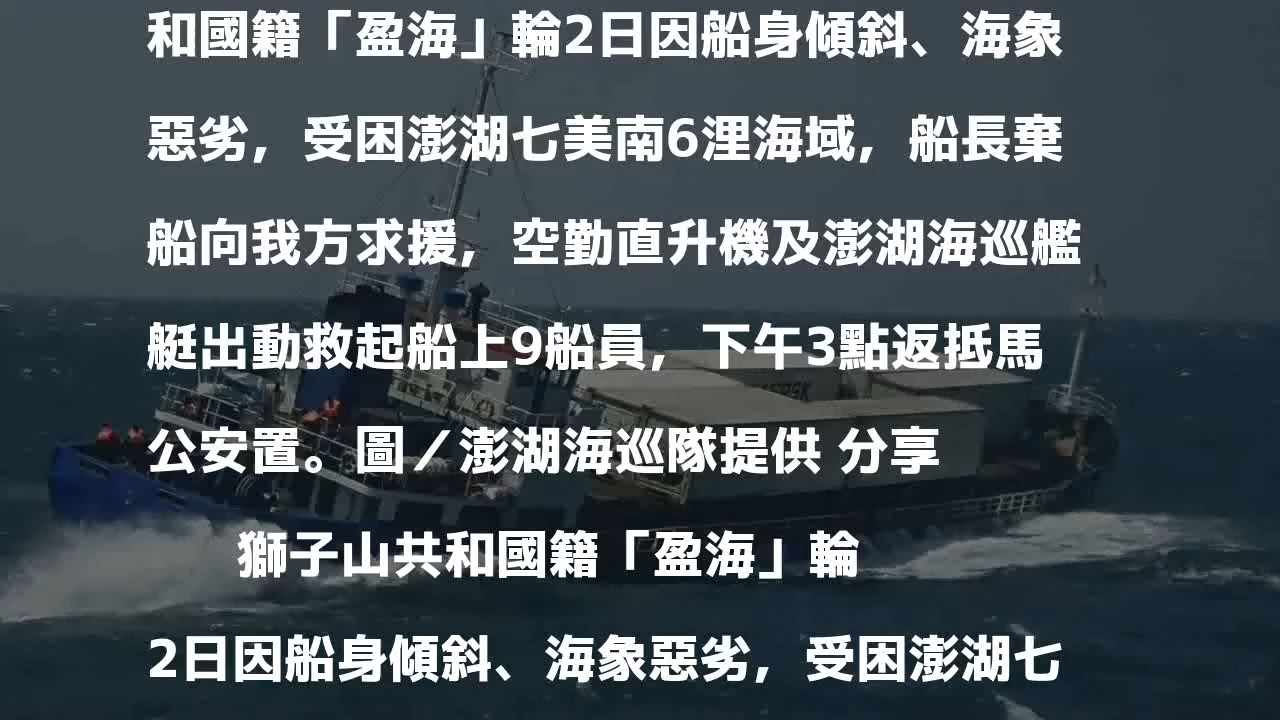 和國籍「盈海」輪2日因船身傾斜、海象
惡劣，受困澎湖七美南6浬海域，船長棄
船向我方求援，空勤直升機及澎湖海巡艦
艇出動救起船上9船員，下午3點返抵馬
公安置。圖／澎湖海巡隊提供 分享
獅子山共和國籍「盈海」輪
2日因船身傾斜、海象惡劣，受困澎湖七